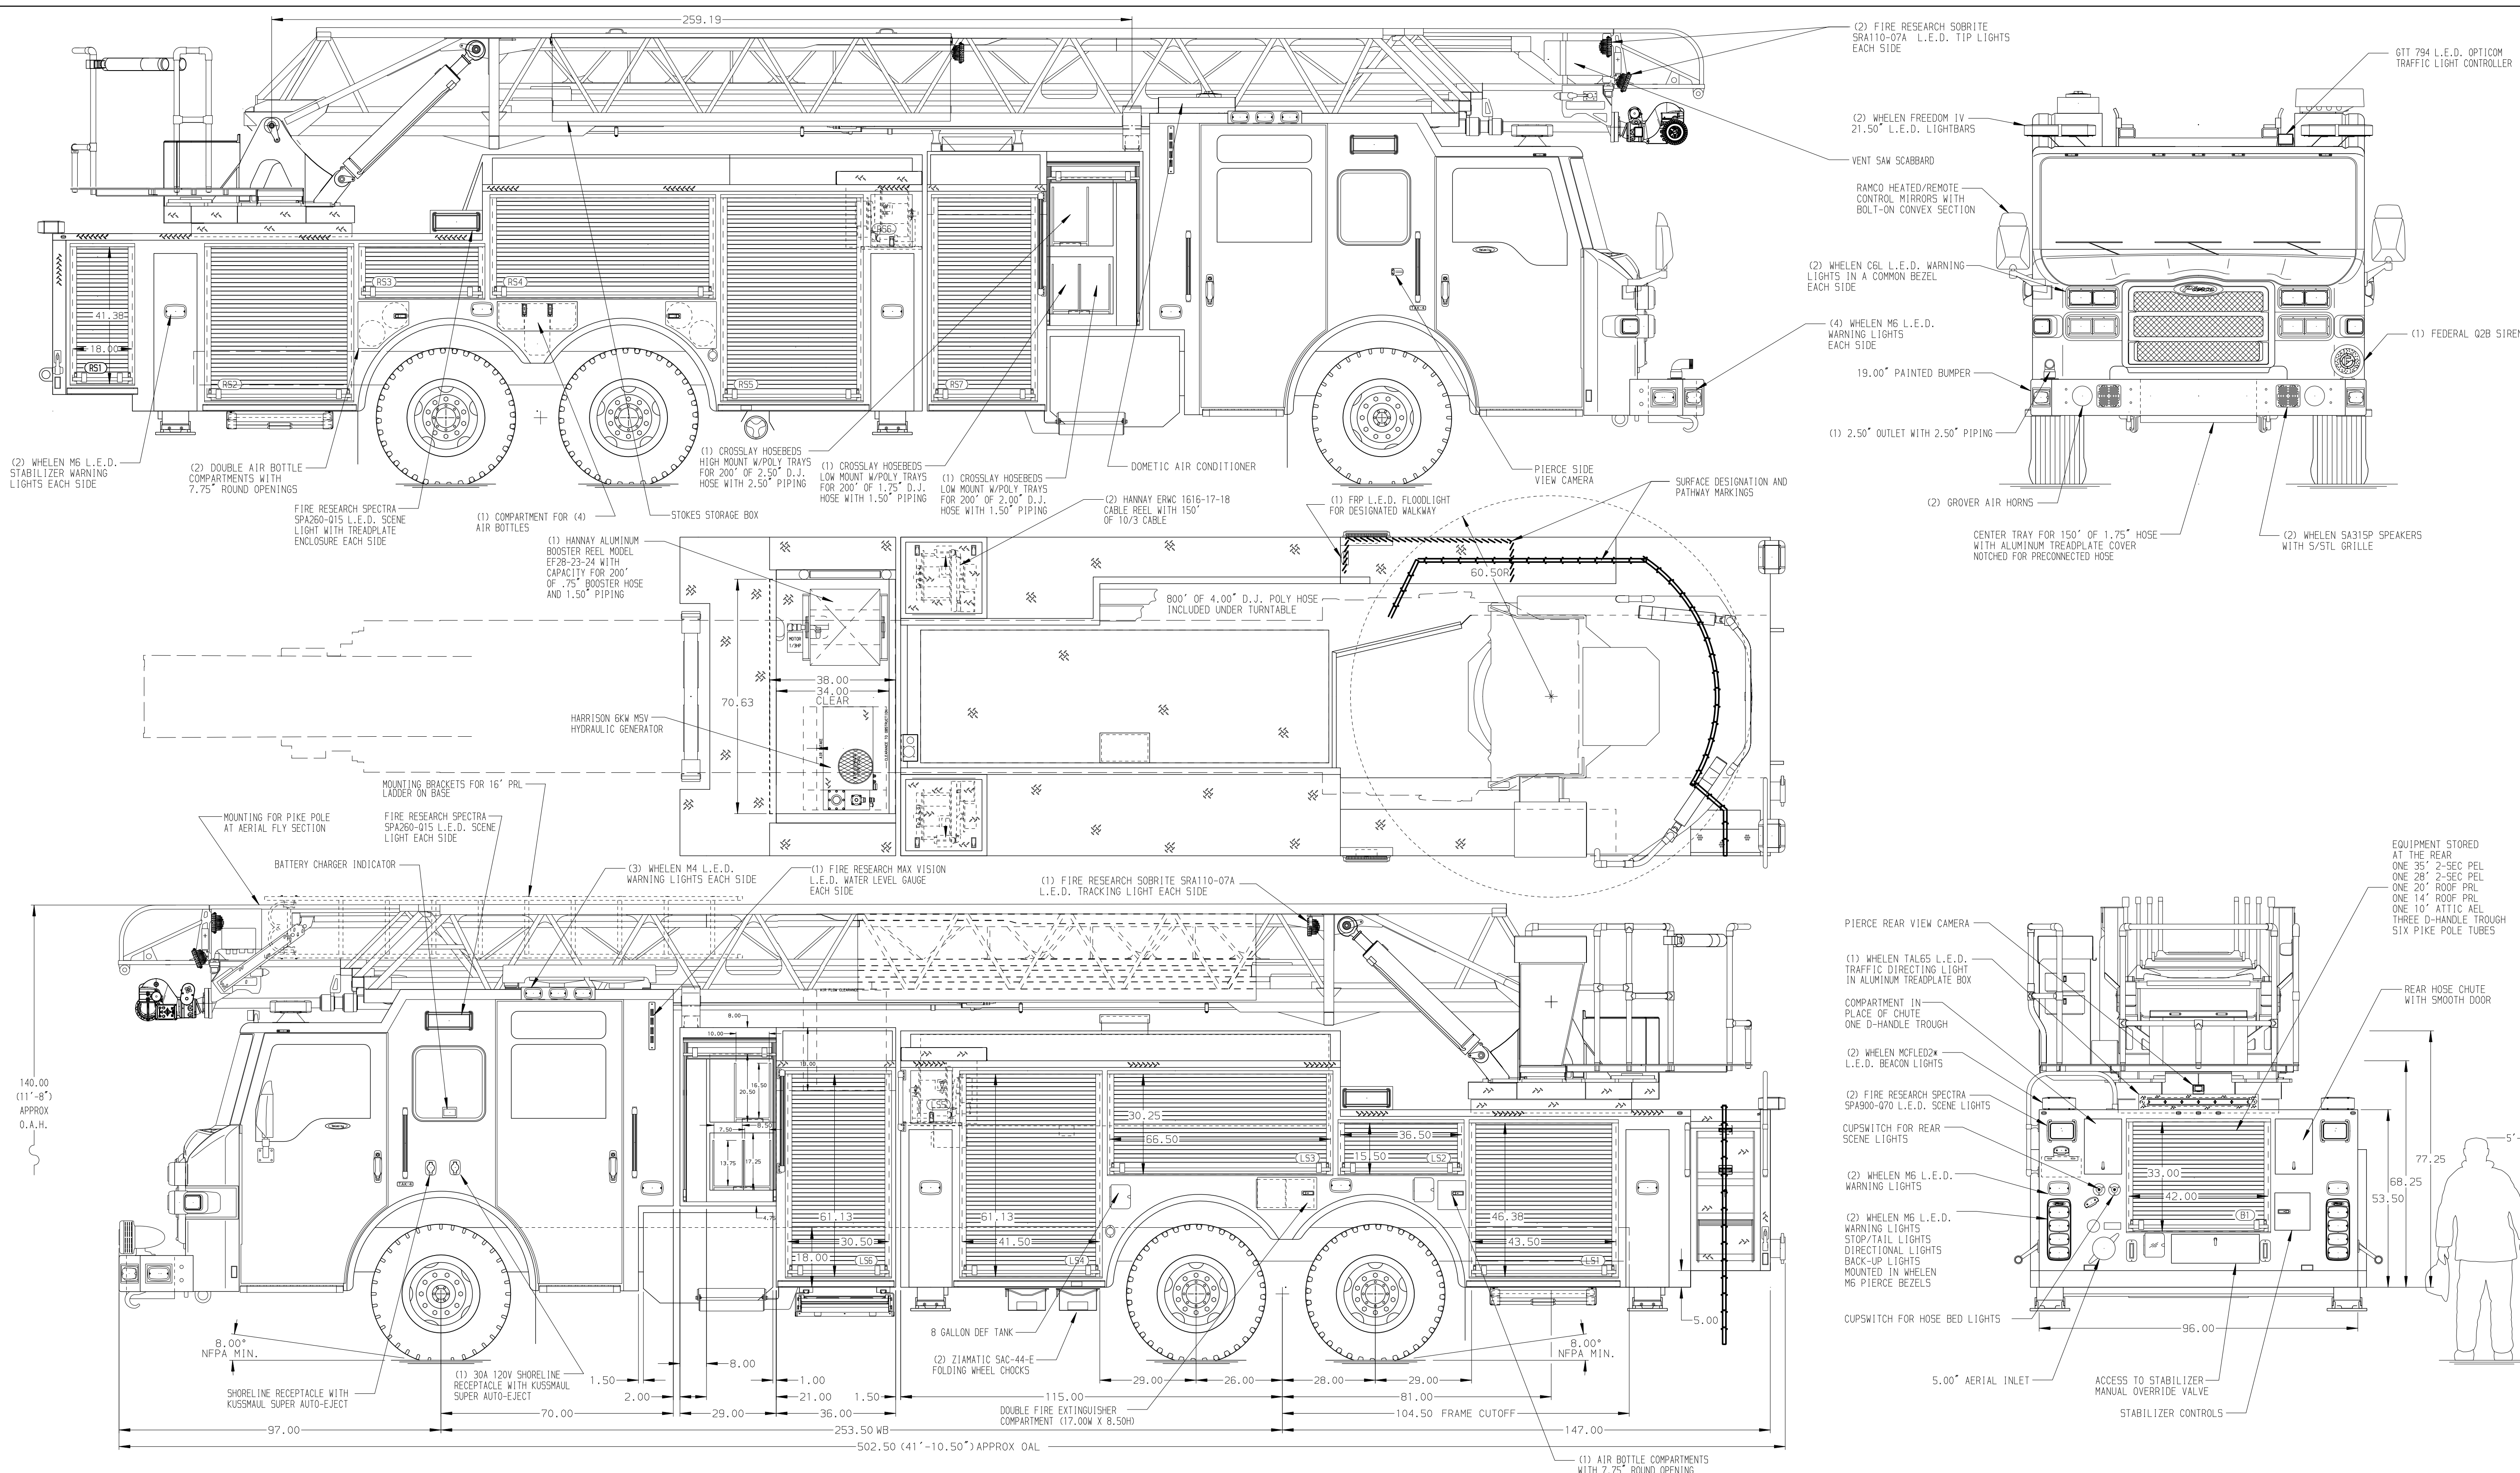 259.19
(2) FIRE RESEARCH SOBRITE
SRA110-07A L.E.D. TIP LIGHTS
EACH SIDE
GTT 794 L.E.D. OPTICOM
TRAFFIC LIGHT CONTROLLER
(2) WHELEN FREEDOM IV
21.50" L.E.D. LIGHTBARS
VENT SAW SCABBARD
RAMCO HEATED/REMOTE
CONTROL MIRRORS WITH
BOLT-ON CONVEX SECTION
(2) WHELEN C6L L.E.D. WARNING
LIGHTS IN A COMMON BEZEL
EACH SIDE
(4) WHELEN M6 L.E.D.
WARNING LIGHTS
EACH SIDE
19.00" PAINTED BUMPER
(1) 2.50" OUTLET WITH 2.50" PIPING
Pierce
(1) FEDERAL Q2B SIREN
(2) GROVER AIR HORNS
CENTER TRAY FOR 150' OF 1.75" HOSE
WITH ALUMINUM TREADPLATE COVER
NOTCHED FOR PRECONNECTED HOSE
(2) WHELEN SA315P SPEAKERS
WITH S/STL GRILLE
41.38
18.00
RS1
RS2
RS3
RS4
RS5
RS6
RS7
(2) WHELEN M6 L.E.D.
STABILIZER WARNING
LIGHTS EACH SIDE
(2) DOUBLE AIR BOTTLE
COMPARTMENTS WITH
7.75" ROUND OPENINGS
FIRE RESEARCH SPECTRA
SPA260-Q15 L.E.D. SCENE
LIGHT WITH TREADPLATE
ENCLOSURE EACH SIDE
(1) COMPARTMENT FOR (4)
AIR BOTTLES
STOKES STORAGE BOX
(1) CROSSLAY HOSEBEDS
HIGH MOUNT W/POLY TRAYS
FOR 200' OF 2.50" D.J.
HOSE WITH 2.50" PIPING
(1) CROSSLAY HOSEBEDS
LOW MOUNT W/POLY TRAYS
FOR 200' OF 1.75" D.J.
HOSE WITH 1.50" PIPING
(1) CROSSLAY HOSEBEDS
LOW MOUNT W/POLY TRAYS
FOR 200' OF 2.00" D.J.
HOSE WITH 1.50" PIPING
DOMETIC AIR CONDITIONER
PIERCE SIDE
VIEW CAMERA
(1) HANNAY ALUMINUM
BOOSTER REEL MODEL
EF28-23-24 WITH
CAPACITY FOR 200'
OF .75" BOOSTER HOSE
AND 1.50" PIPING
(2) HANNAY ERWC 1616-17-18
CABLE REEL WITH 150'
OF 10/3 CABLE
(1) FRP L.E.D. FLOODLIGHT
FOR DESIGNATED WALKWAY
SURFACE DESIGNATION AND
PATHWAY MARKINGS
60.50R
800' OF 4.00" D.J. POLY HOSE
INCLUDED UNDER TURNTABLE
MOTOR
1/3HP
38.00
34.00
CLEAR
70.63
HARRISON 6KW MSV
HYDRAULIC GENERATOR
CLEARANCE TO OBSTRUCTION
MOUNTING BRACKETS FOR 16' PRL
LADDER ON BASE
MOUNTING FOR PIKE POLE
AT AERIAL FLY SECTION
FIRE RESEARCH SPECTRA
SPA260-Q15 L.E.D. SCENE
LIGHT EACH SIDE
BATTERY CHARGER INDICATOR
(3) WHELEN M4 L.E.D.
WARNING LIGHTS EACH SIDE
(1) FIRE RESEARCH MAX VISION
L.E.D. WATER LEVEL GAUGE
EACH SIDE
(1) FIRE RESEARCH SOBRITE SRA110-07A
L.E.D. TRACKING LIGHT EACH SIDE
140.00
(11'-8")
APPROX
O.A.H.
AIR FLOW CLEARANCE
8.00
10.00
18.00
16.50
20.50
7.50
8.50
13.75
17.25
4.75
61.13
30.50
18.00
LS6
LS5
61.13
41.50
LS4
30.25
66.50
LS3
36.50
15.50
LS2
46.38
43.50
LS1
5.00
8.00°
NFPA MIN.
8.00°
NFPA MIN.
SHORELINE RECEPTACLE WITH
KUSSMAUL SUPER AUTO-EJECT
(1) 30A 120V SHORELINE
RECEPTACLE WITH KUSSMAUL
SUPER AUTO-EJECT
8 GALLON DEF TANK
(2) ZIAMATIC SAC-44-E
FOLDING WHEEL CHOCKS
DOUBLE FIRE EXTINGUISHER
COMPARTMENT (17.00W X 8.50H)
(1) AIR BOTTLE COMPARTMENTS
WITH 7.75" ROUND OPENING
1.50
8.00
1.00
2.00
21.00
1.50
29.00
26.00
28.00
29.00
115.00
81.00
70.00
29.00
36.00
104.50 FRAME CUTOFF
97.00
253.50 WB
147.00
502.50 (41'-10.50") APPROX OAL
EQUIPMENT STORED
AT THE REAR
ONE 35' 2-SEC PEL
ONE 28' 2-SEC PEL
ONE 20' ROOF PRL
ONE 14' ROOF PRL
ONE 10' ATTIC AEL
THREE D-HANDLE TROUGH
SIX PIKE POLE TUBES
PIERCE REAR VIEW CAMERA
(1) WHELEN TAL65 L.E.D.
TRAFFIC DIRECTING LIGHT
IN ALUMINUM TREADPLATE BOX
COMPARTMENT IN
PLACE OF CHUTE
ONE D-HANDLE TROUGH
(2) WHELEN MCFLED2*
L.E.D. BEACON LIGHTS
(2) FIRE RESEARCH SPECTRA
SPA900-Q70 L.E.D. SCENE LIGHTS
CUPSWITCH FOR REAR
SCENE LIGHTS
(2) WHELEN M6 L.E.D.
WARNING LIGHTS
(2) WHELEN M6 L.E.D.
WARNING LIGHTS
STOP/TAIL LIGHTS
DIRECTIONAL LIGHTS
BACK-UP LIGHTS
MOUNTED IN WHELEN
M6 PIERCE BEZELS
CUPSWITCH FOR HOSE BED LIGHTS
REAR HOSE CHUTE
WITH SMOOTH DOOR
33.00
42.00
B1
77.25
68.25
53.50
5'-
96.00
5.00" AERIAL INLET
ACCESS TO STABILIZER
MANUAL OVERRIDE VALVE
STABILIZER CONTROLS